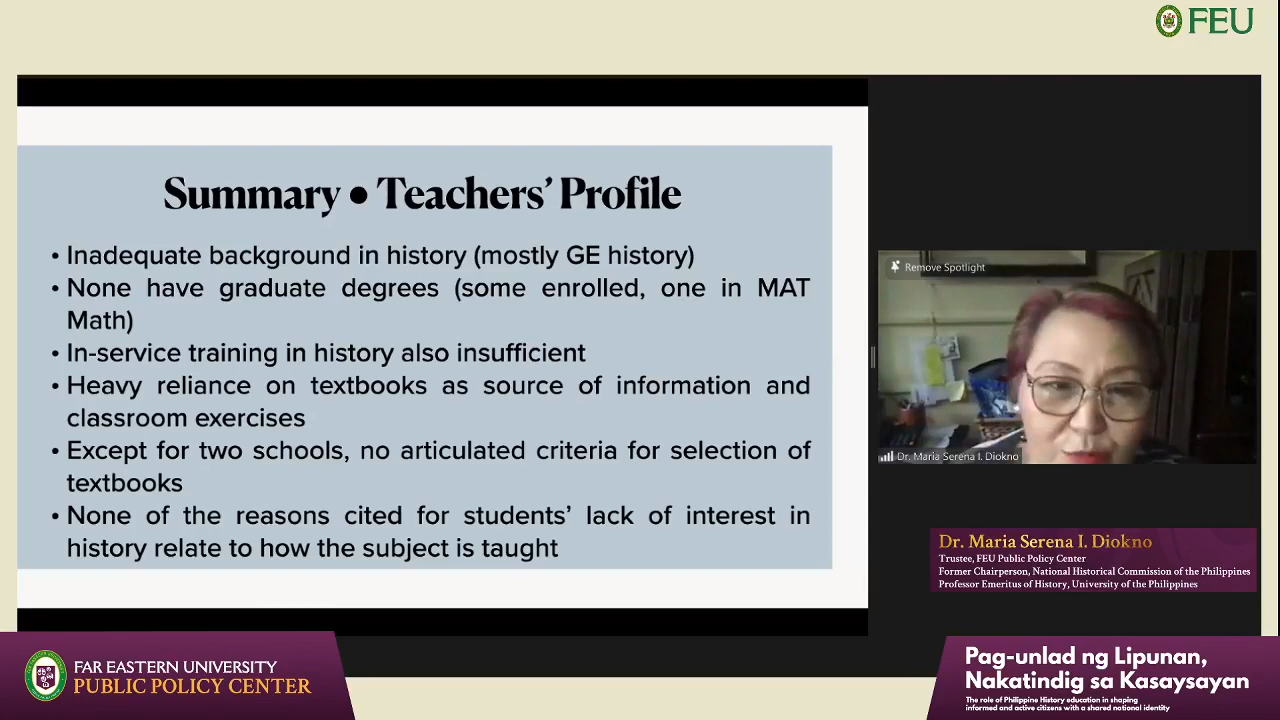 FEU
Summary • Teachers’ Profile
• Inadequate background in history (mostly GE history)
• None have graduate degrees (some enrolled, one in MAT
Math)
• In-service training in history also insufficient
• Heavy reliance on textbooks as source of information and
classroom exercises
• Except for two schools, no articulated criteria for selection of
textbooks
• None of the reasons cited for students’ lack of interest in
history relate to how the subject is taught
Remove Spotlight
Dr. Maria Serena I. Diokno
Dr. Maria Serena I. Diokno
Trustee, FEU Public Policy Center
Former Chairperson, National Historical Commission of the Philippines
Professor Emeritus of History, University of the Philippines
FAR EASTERN UNIVERSITY
PUBLIC POLICY CENTER
Pag-unlad ng Lipunan,
Nakatindig sa Kasaysayan
The role of Philippine History education in shaping
informed and active citizens with a shared national identity